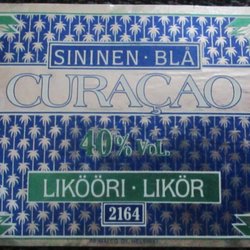 SININEN · BLÅ
CURAÇAO
40% VOL.
LIKÖÖRI · LIKÖR
2164